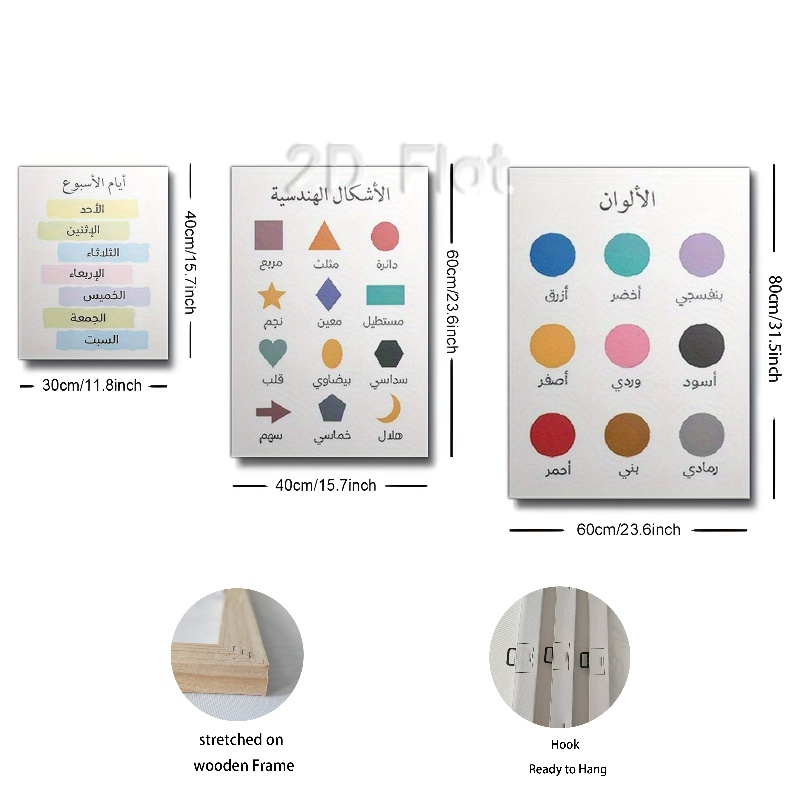 2D Flat
أيام الأسبوع
الأحد
الإثنين
الثلاثاء
الإربعاء
الخميس
الجمعة
السبت
40cm/15.7inch
30cm/11.8inch
الأشكال الهندسية
دائرة مثلث مربع
مستطيل معين نجم
سداسي بيضاوي قلب
هلال خماسي سهم
60cm/23.6inch
40cm/15.7inch
الألوان
بنفسجي أخضر أزرق
أسود وردي أصفر
رمادي بني أحمر
80cm/31.5inch
60cm/23.6inch
stretched on
wooden Frame
Hook
Ready to Hang